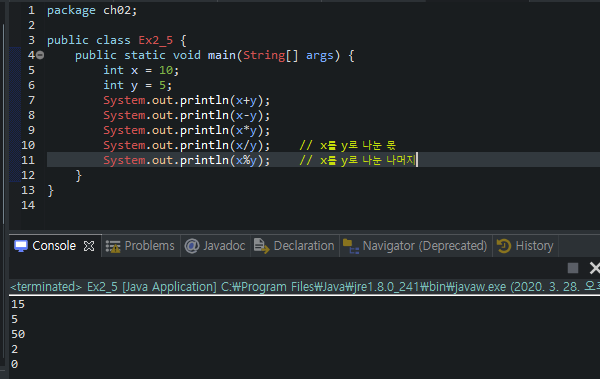 1 package ch02;
2
3 public class Ex2_5 {
4 public static void main(String[] args) {
5 int x = 10;
6 int y = 5;
7 System.out.println(x+y);
8 System.out.println(x-y);
9 System.out.println(x*y);
10 System.out.println(x/y); // x를 y로 나눈 몫
11 System.out.println(x%y); // x를 y로 나눈 나머지
12 }
13 }
14
Console Problems @ Javadoc Declaration Navigator (Deprecated) History
<terminated> Ex2_5 [Java Application] C:₩Program Files₩Java₩jre1.8.0_241₩bin₩javaw.exe (2020. 3. 28.
15
5
50
2
0